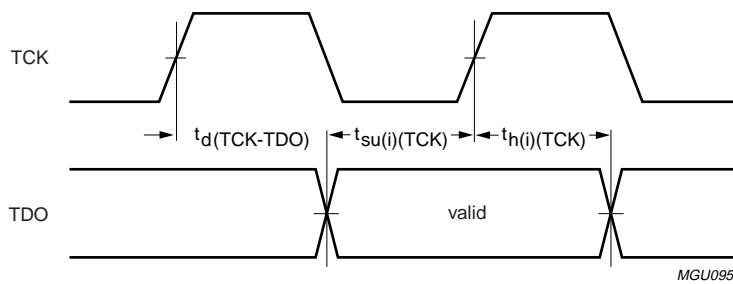 TCK
td(TCK-TDO)
tsu(i)(TCK)
th(i)(TCK)
TDO
valid
MGU095